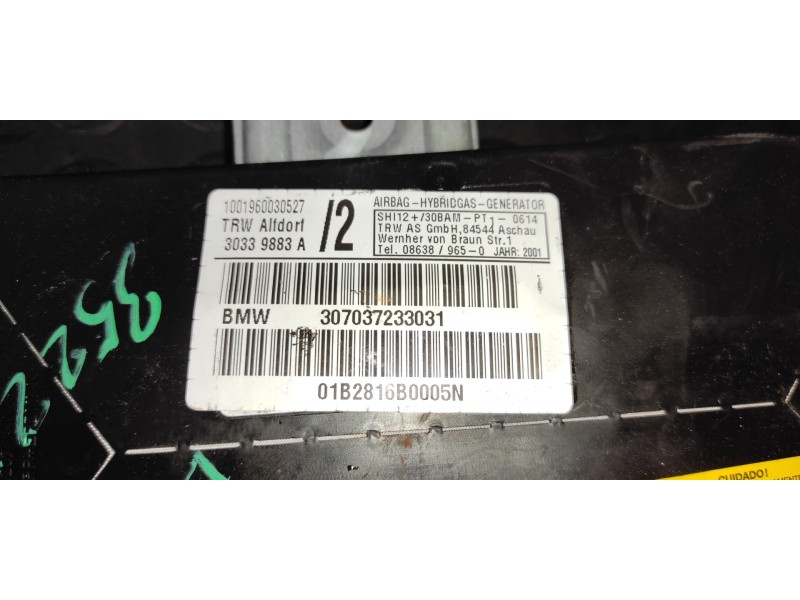 1001960030527
TRW Alfdorf
3033 9883 A
/2
AIRBAG-HYBRIDGAS-GENERATOR
SHI12+/30BAM-PT1-0614
TRW AS GmbH,84544 Aschau
Wernher von Braun Str.1
Tel. 08638 / 965-0 JAHR: 2001
BMW 307037233031
01B2816B0005N
352
CUIDADO!